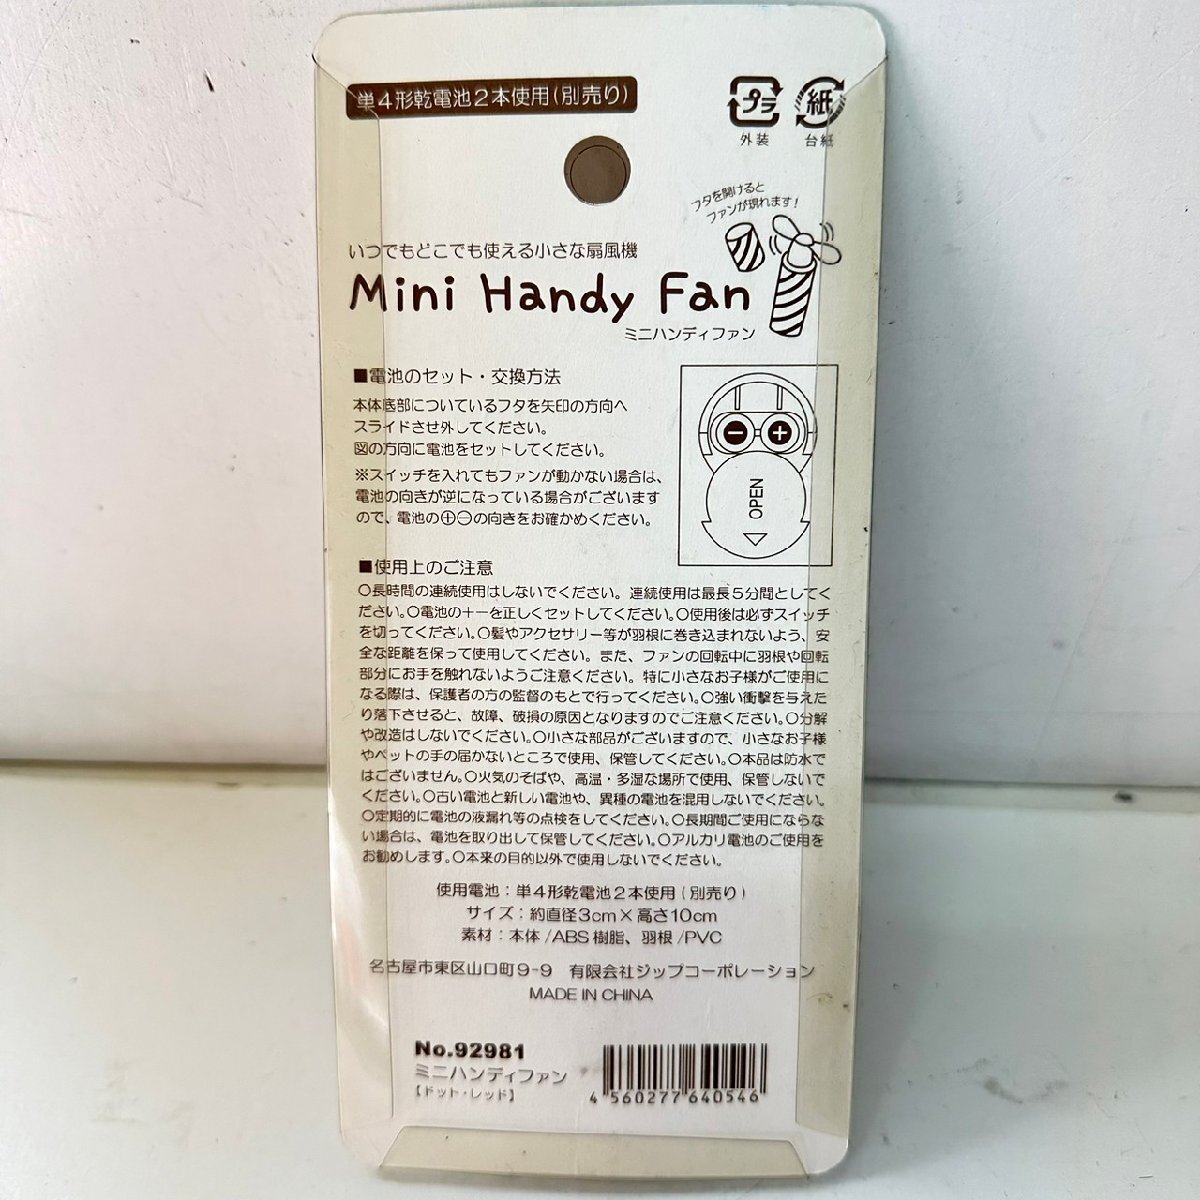 単4形乾電池2本使用(別売り)
プラ
外装
紙
台紙
フタを開けると
ファンが現れます!
いつでもどこでも使える小さな扇風機
Mini Handy Fan
ミニハンディファン
■電池のセット・交換方法
本体底部についているフタを矢印の方向へ
スライドさせ外してください。
図の方向に電池をセットしてください。
※スイッチを入れてもファンが動かない場合は、
電池の向きが逆になっている場合がございます
ので、電池の⊕⊖の向きをお確かめください。
− +
OPEN
■使用上のご注意
○長時間の連続使用はしないでください。連続使用は最長5分間としてく
ださい。○電池の+−を正しくセットしてください。○使用後は必ずスイッチ
を切ってください。○髪やアクセサリー等が羽根に巻き込まれないよう、安
全な距離を保って使用してください。また、ファンの回転中に羽根や回転
部分にお手を触れないようご注意ください。特に小さなお子様がご使用に
なる際は、保護者の方の監督のもとで行ってください。○強い衝撃を与えた
り落下させると、故障、破損の原因となりますのでご注意ください。○分解
や改造はしないでください。○小さな部品がございますので、小さなお子様
やペットの手の届かないところで使用、保管してください。○本品は防水で
はございません。○火気のそばや、高温・多湿な場所で使用、保管しないで
ください。○古い電池と新しい電池や、異種の電池を混用しないでください。
○定期的に電池の液漏れ等の点検をしてください。○長期間ご使用にならな
い場合は、電池を取り出して保管してください。○アルカリ電池のご使用を
お勧めします。○本来の目的以外で使用しないでください。
使用電池:単4形乾電池2本使用(別売り)
サイズ:約直径3cm×高さ10cm
素材:本体/ABS樹脂、羽根/PVC
名古屋市東区山口町9-9 有限会社ジップコーポレーション
MADE IN CHINA
No.92981
ミニハンディファン
【ドット・レッド】
4 560277 640546